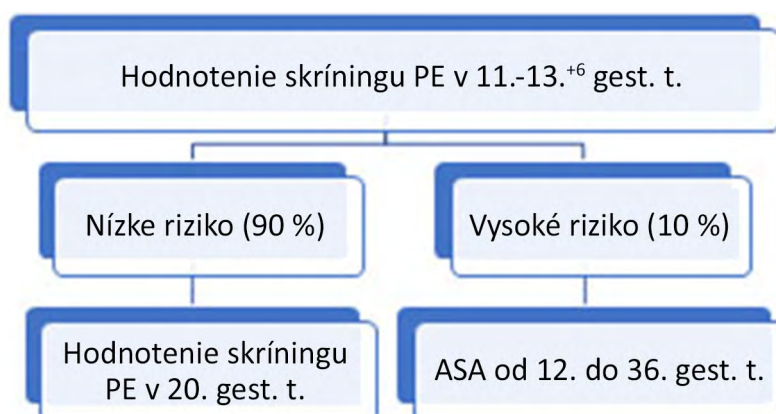 Hodnotenie skríningu PE v 11.-13.⁺⁶ gest. t.
Nízke riziko (90 %)
Vysoké riziko (10 %)
Hodnotenie skríningu
PE v 20. gest. t.
ASA od 12. do 36. gest. t.